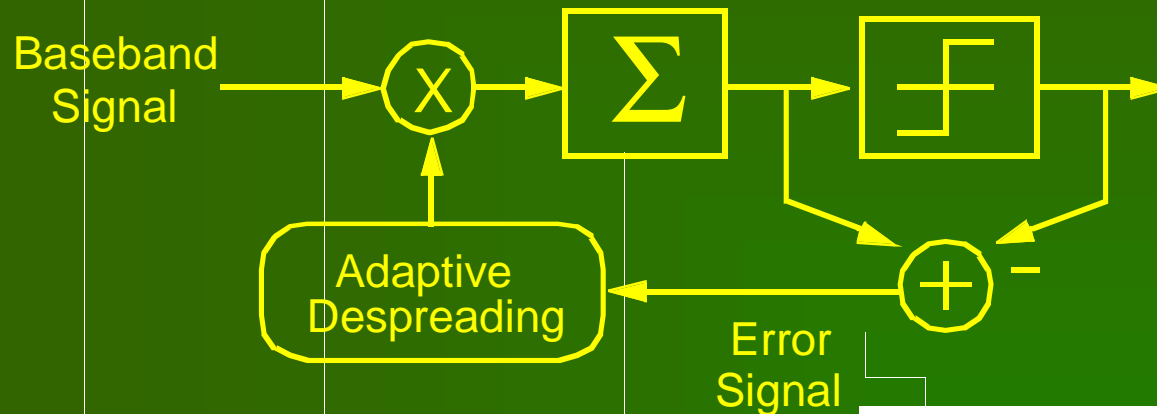 Baseband
Signal
X
Σ
Adaptive
Despreading
+
−
Error
Signal